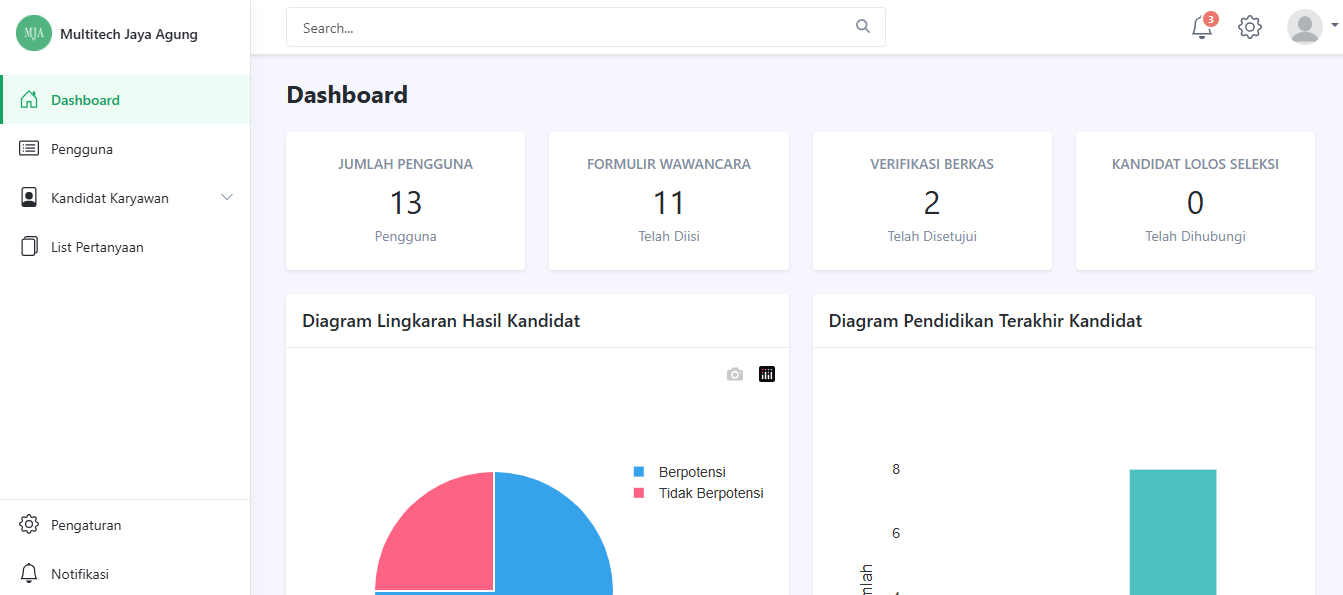 MJA
Multitech Jaya Agung
Search...
3
Dashboard
Pengguna
Kandidat Karyawan
List Pertanyaan
Pengaturan
Notifikasi
Dashboard
JUMLAH PENGGUNA
13
Pengguna
FORMULIR WAWANCARA
11
Telah Diisi
VERIFIKASI BERKAS
2
Telah Disetujui
KANDIDAT LOLOS SELEKSI
0
Telah Dihubungi
Diagram Lingkaran Hasil Kandidat
Berpotensi
Tidak Berpotensi
Diagram Pendidikan Terakhir Kandidat
8
6